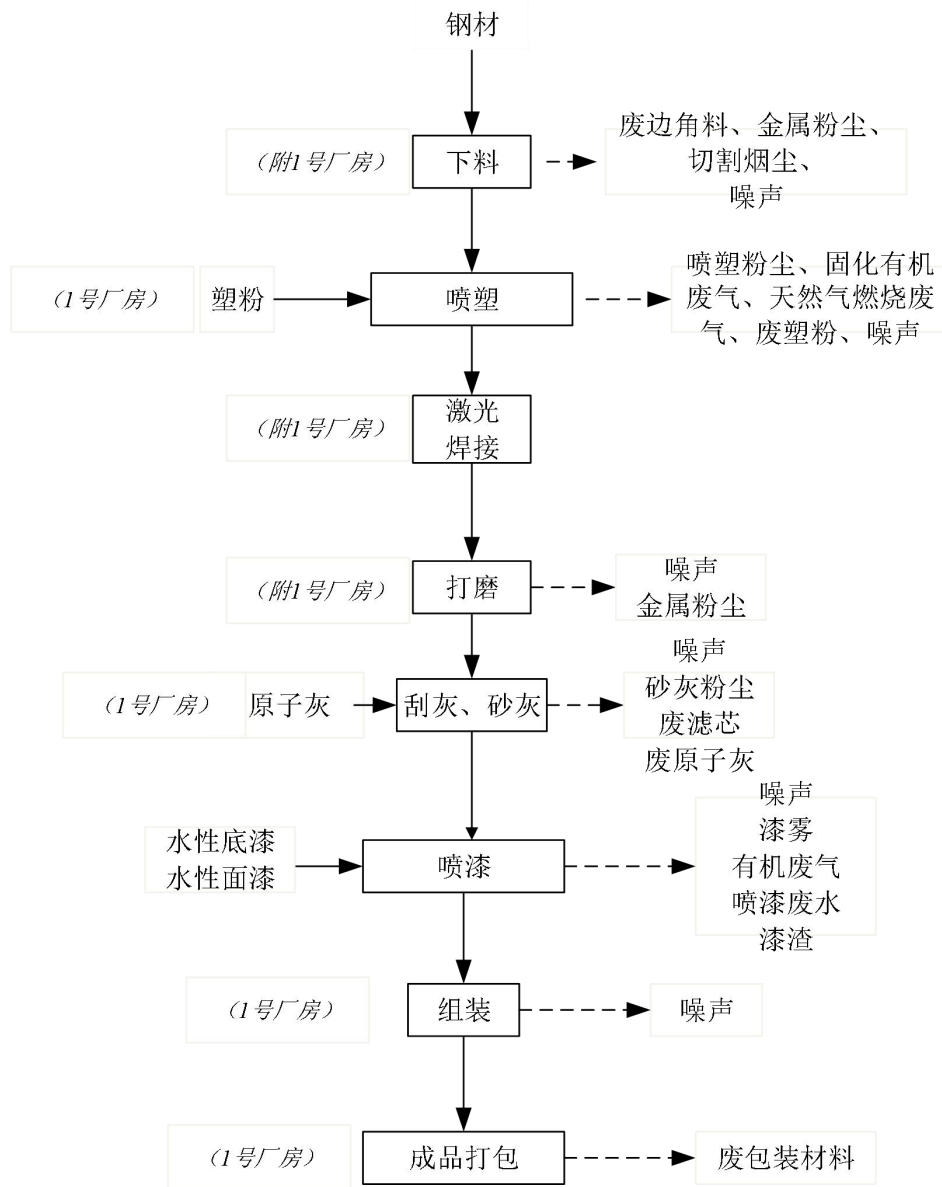 钢材
（附1号厂房）
下料
废边角料、金属粉尘、
切割烟尘、
噪声
（1号厂房）
塑粉
喷塑
喷塑粉尘、固化有机
废气、天然气燃烧废
气、废塑粉、噪声
（附1号厂房）
激光
焊接
（附1号厂房）
打磨
噪声
金属粉尘
（1号厂房）
原子灰
刮灰、砂灰
噪声
砂灰粉尘
废滤芯
废原子灰
水性底漆
水性面漆
喷漆
噪声
漆雾
有机废气
喷漆废水
漆渣
（1号厂房）
组装
噪声
（1号厂房）
成品打包
废包装材料